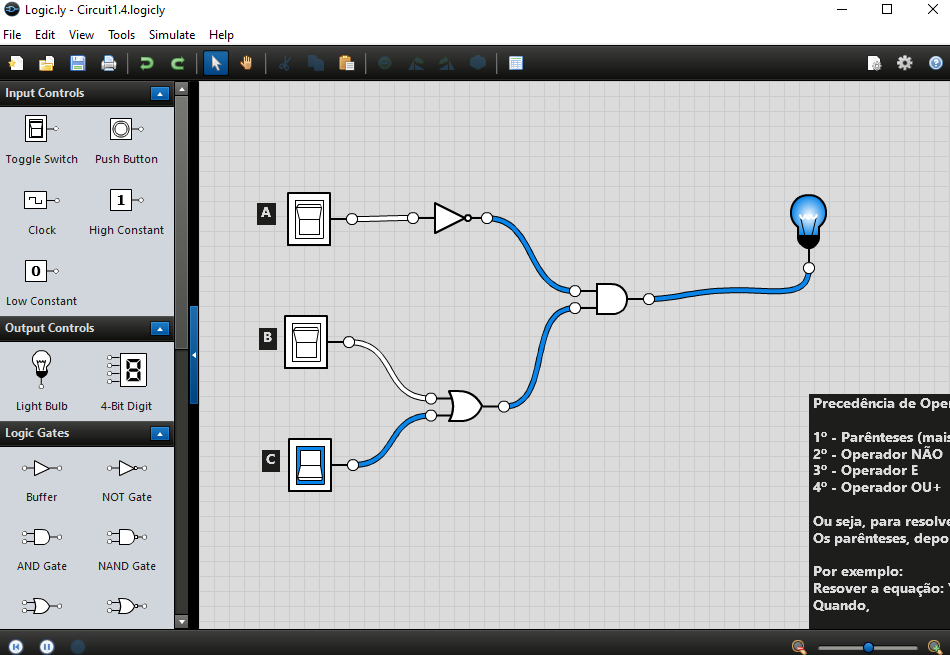 Logic.ly - Circuit1.4.logicly
File Edit View Tools Simulate Help
Input Controls
Toggle Switch Push Button
1
Clock High Constant
0
Low Constant
Output Controls
Light Bulb 4-Bit Digit
Logic Gates
Buffer NOT Gate
AND Gate NAND Gate
A
B
C
Precedência de Oper
1º - Parênteses (mais
2º - Operador NÃO
3º - Operador E
4º - Operador OU+
Ou seja, para resolve
Os parênteses, depo
Por exemplo:
Resover a equação: Y
Quando,